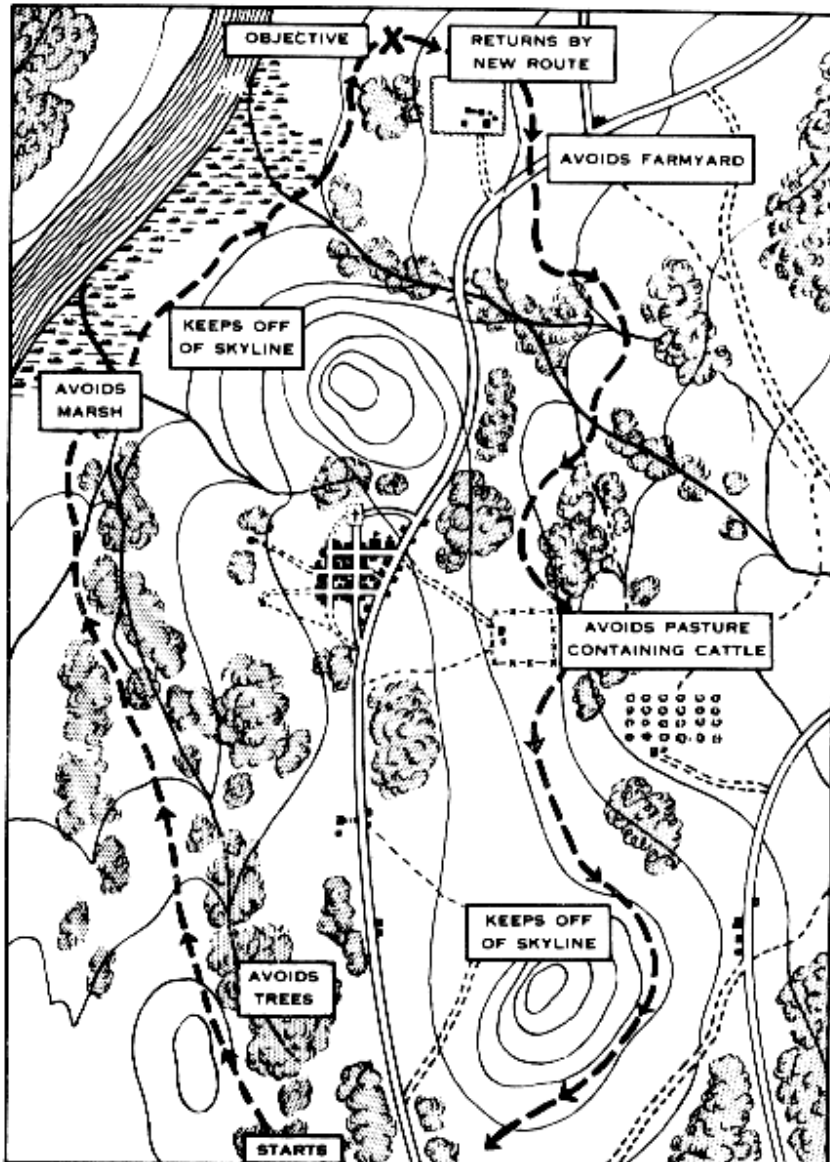 OBJECTIVE
RETURNS BY
NEW ROUTE
AVOIDS FARMYARD
KEEPS OFF
OF SKYLINE
AVOIDS
MARSH
AVOIDS PASTURE
CONTAINING CATTLE
KEEPS OFF
OF SKYLINE
AVOIDS
TREES
STARTS